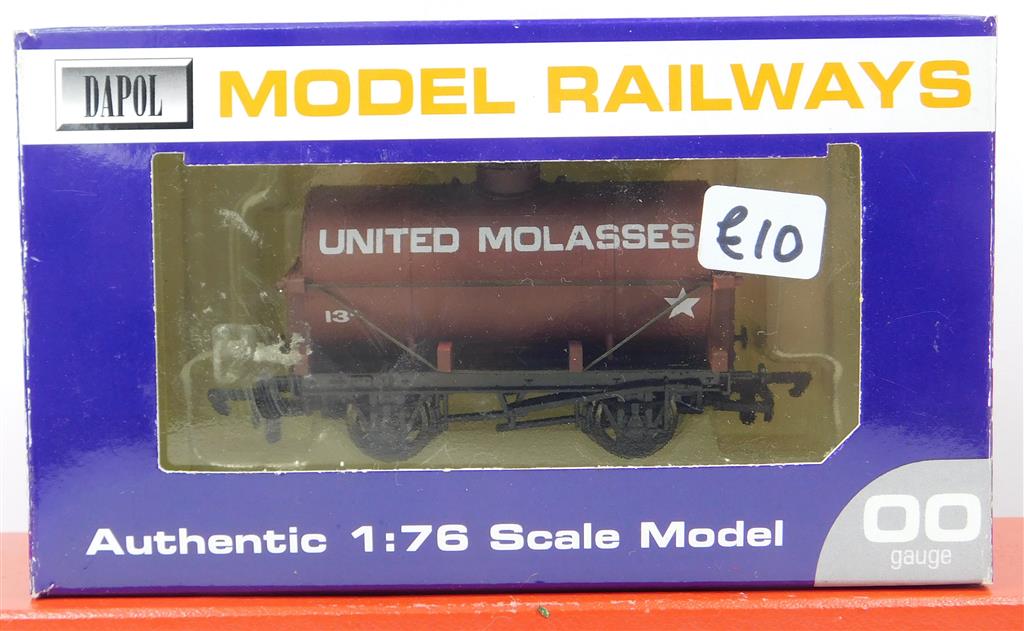 DAPOL
MODEL RAILWAYS
UNITED MOLASSES
£10
13
Authentic 1:76 Scale Model
OO
gauge